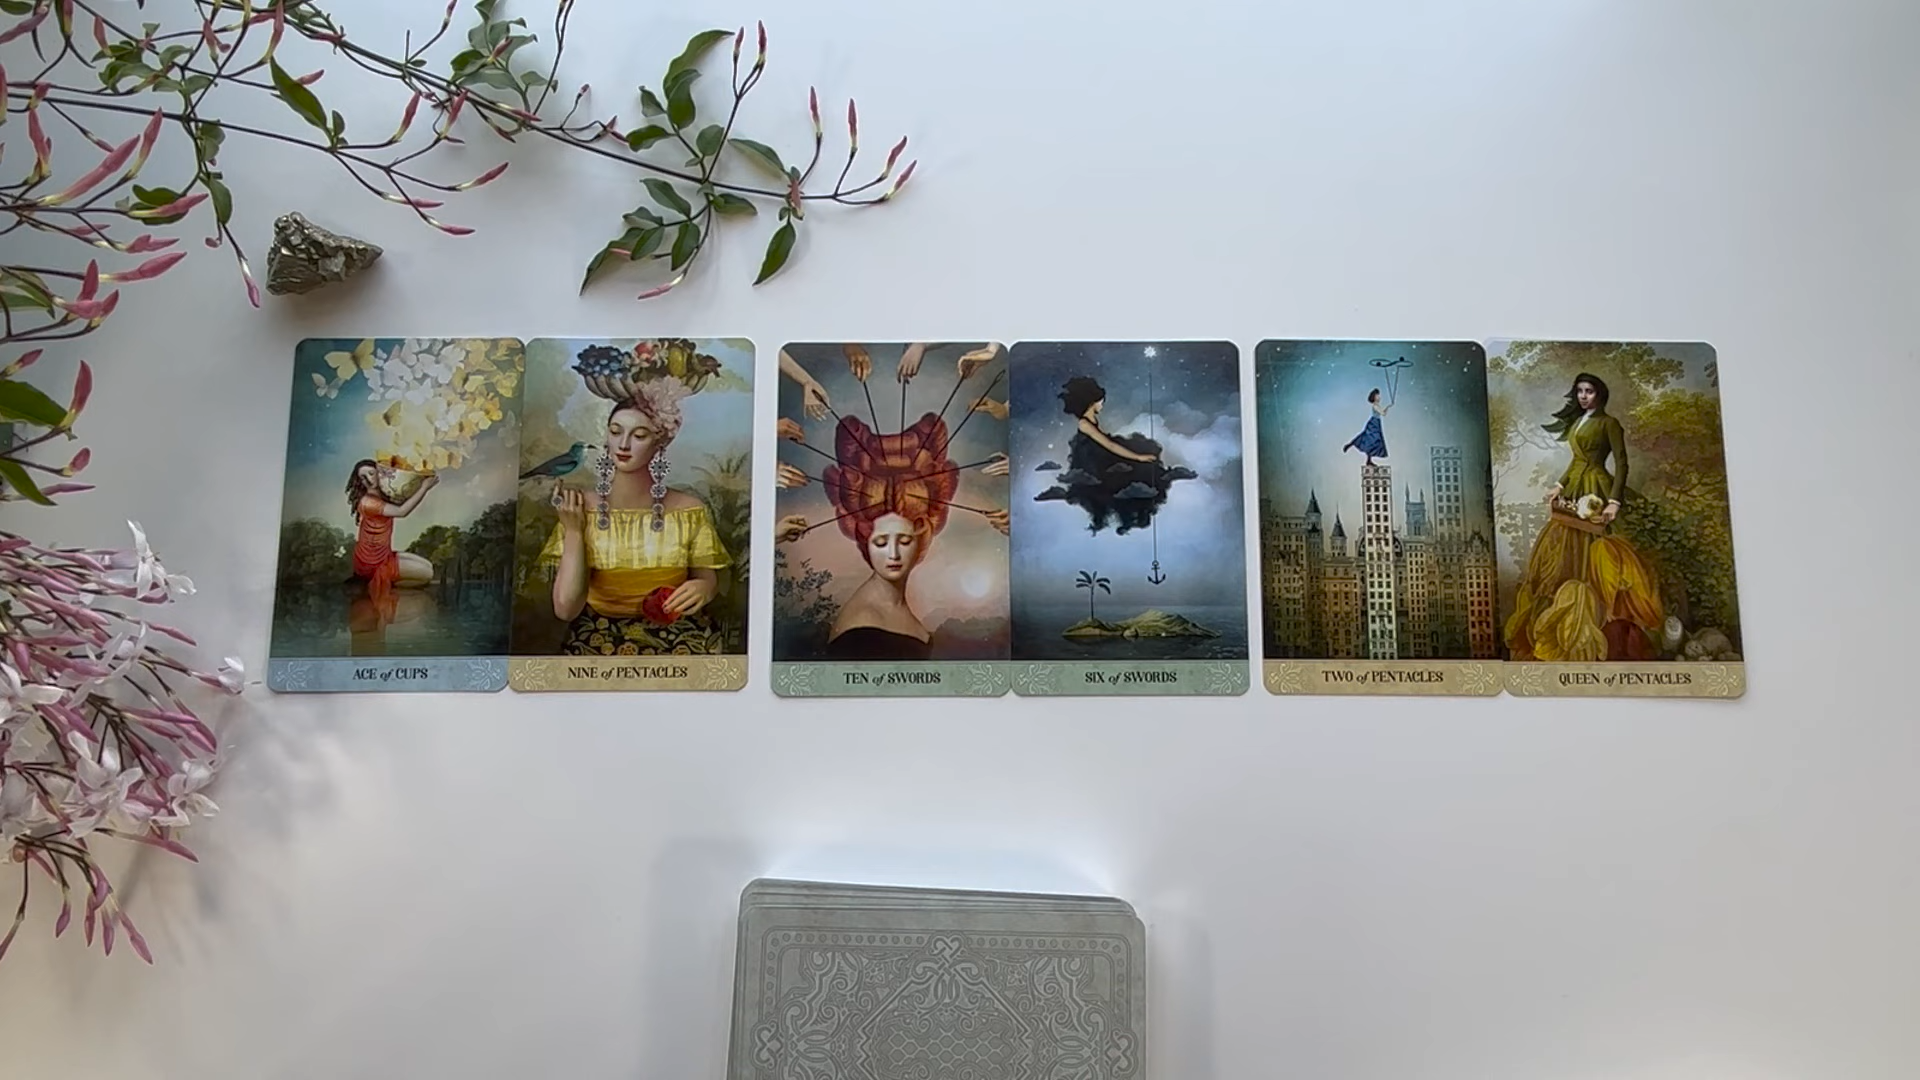 ACE of CUPS
NINE of PENTACLES
TEN of SWORDS
SIX of SWORDS
TWO of PENTACLES
QUEEN of PENTACLES